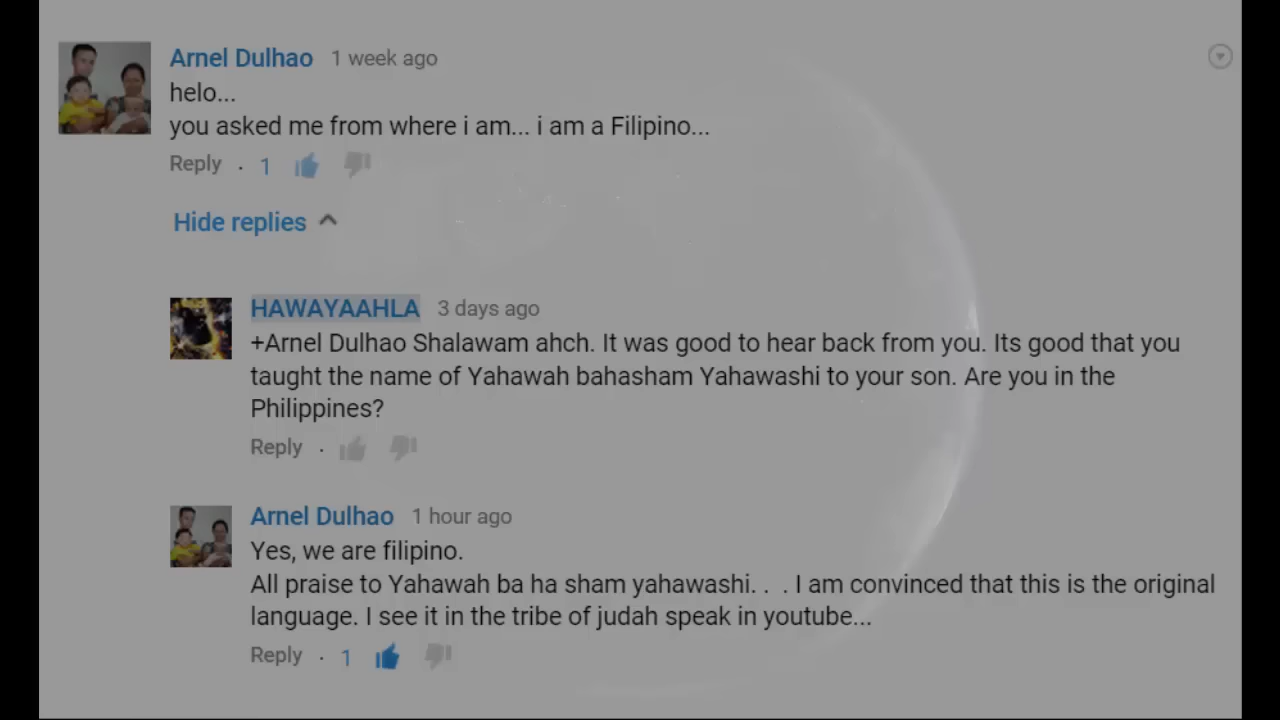 Arnel Dulhao 1 week ago
helo...
you asked me from where i am... i am a Filipino...
Reply . 1
Hide replies
HAWAYAAHLA 3 days ago
+Arnel Dulhao Shalawam ahch. It was good to hear back from you. Its good that you
taught the name of Yahawah bahasham Yahawashi to your son. Are you in the
Philippines?
Reply .
Arnel Dulhao 1 hour ago
Yes, we are filipino.
All praise to Yahawah ba ha sham yahawashi. . . I am convinced that this is the original
language. I see it in the tribe of judah speak in youtube...
Reply . 1